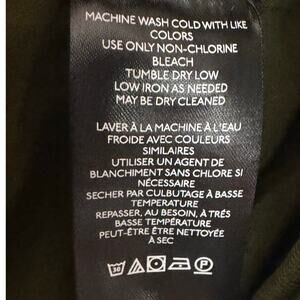 MACHINE WASH COLD WITH LIKE
COLORS
USE ONLY NON-CHLORINE
BLEACH
TUMBLE DRY LOW
LOW IRON AS NEEDED
MAY BE DRY CLEANED
LAVER À LA MACHINE À L'EAU
FROIDE AVEC COULEURS
SIMILAIRES
UTILISER UN AGENT DE
BLANCHIMENT SANS CHLORE SI
NÉCESSAIRE
SECHER PAR CULBUTAGE À BASSE
TEMPERATURE
REPASSER, AU BESOIN, À TRÉS
BASSE TEMPÉRATURE
PEUT-ÊTRE ÊTRE NETTOYÉE
À SEC
30 P